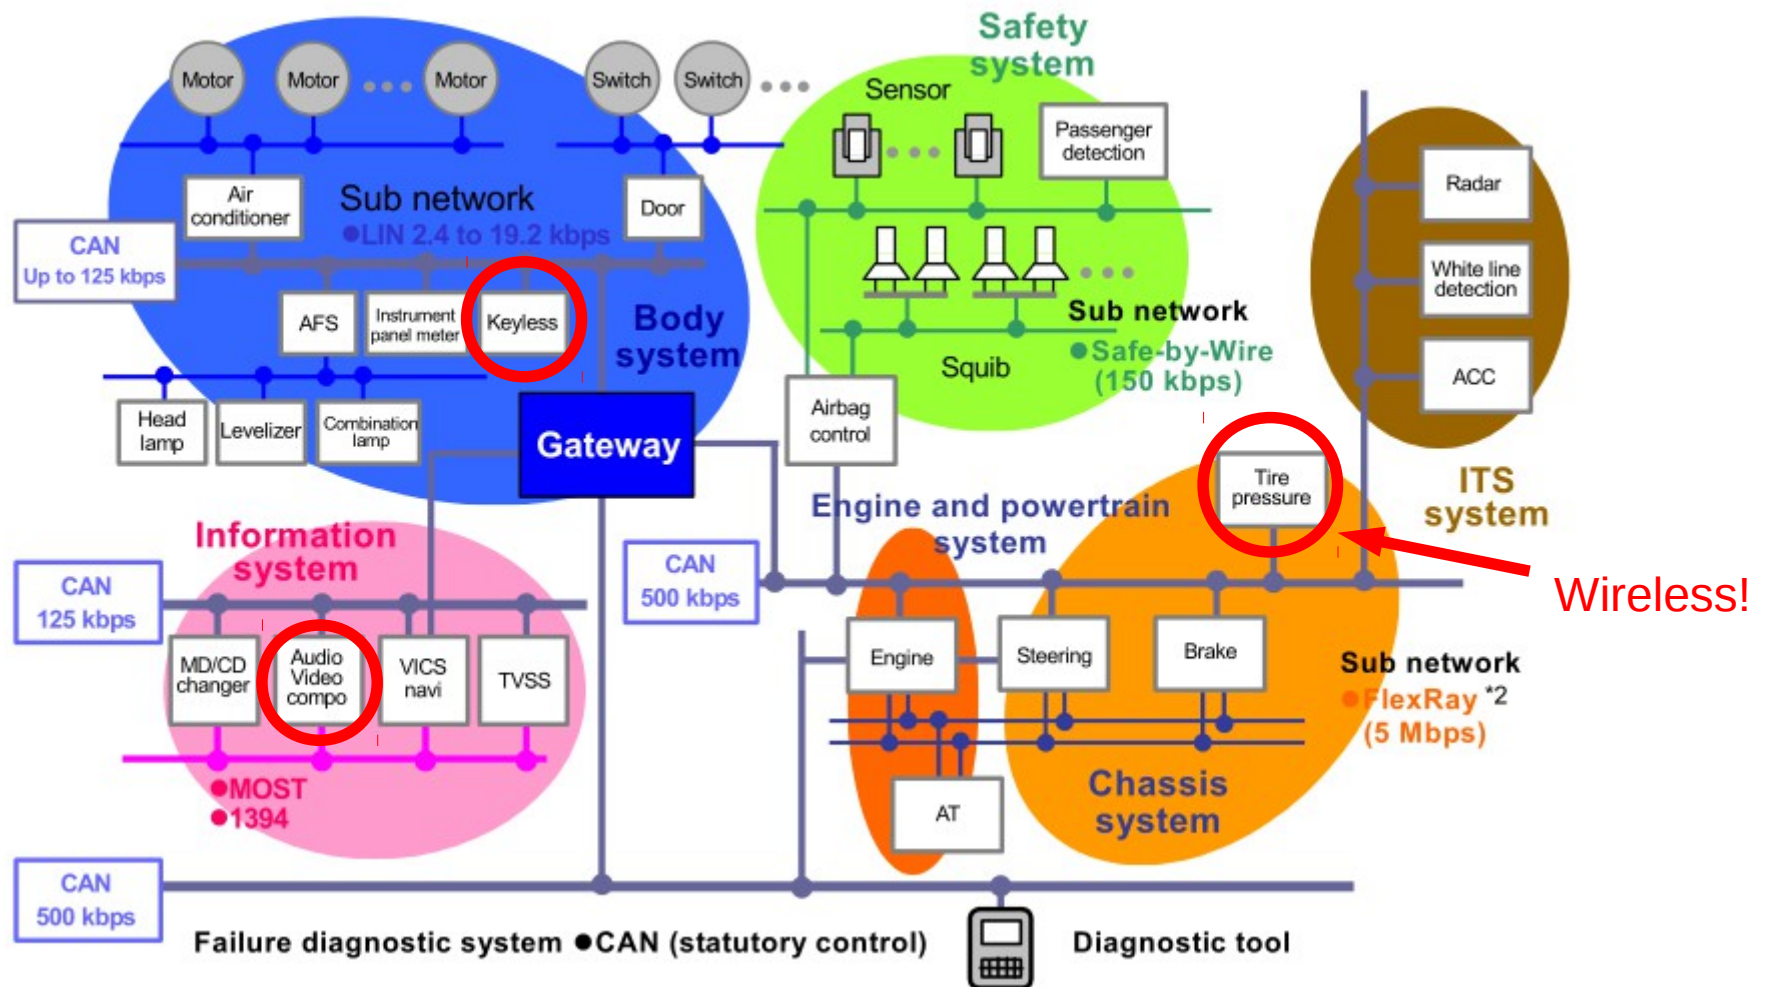 Motor
Motor
Motor
Switch
Switch
Air
conditioner
Sub network
●LIN 2.4 to 19.2 kbps
Door
CAN
Up to 125 kbps
AFS
Instrument
panel meter
Keyless
Body
system
Head
lamp
Levelizer
Combination
lamp
Gateway
Safety
system
Sensor
Passenger
detection
Sub network
●Safe-by-Wire
(150 kbps)
Squib
Airbag
control
Radar
White line
detection
ACC
ITS
system
Tire
pressure
Wireless!
Engine and powertrain
system
CAN
500 kbps
Engine
Steering
Brake
Sub network
●FlexRay *2
(5 Mbps)
AT
Chassis
system
Information
system
CAN
125 kbps
MD/CD
changer
Audio
Video
compo
VICS
navi
TVSS
●MOST
●1394
CAN
500 kbps
Failure diagnostic system ●CAN (statutory control)
Diagnostic tool